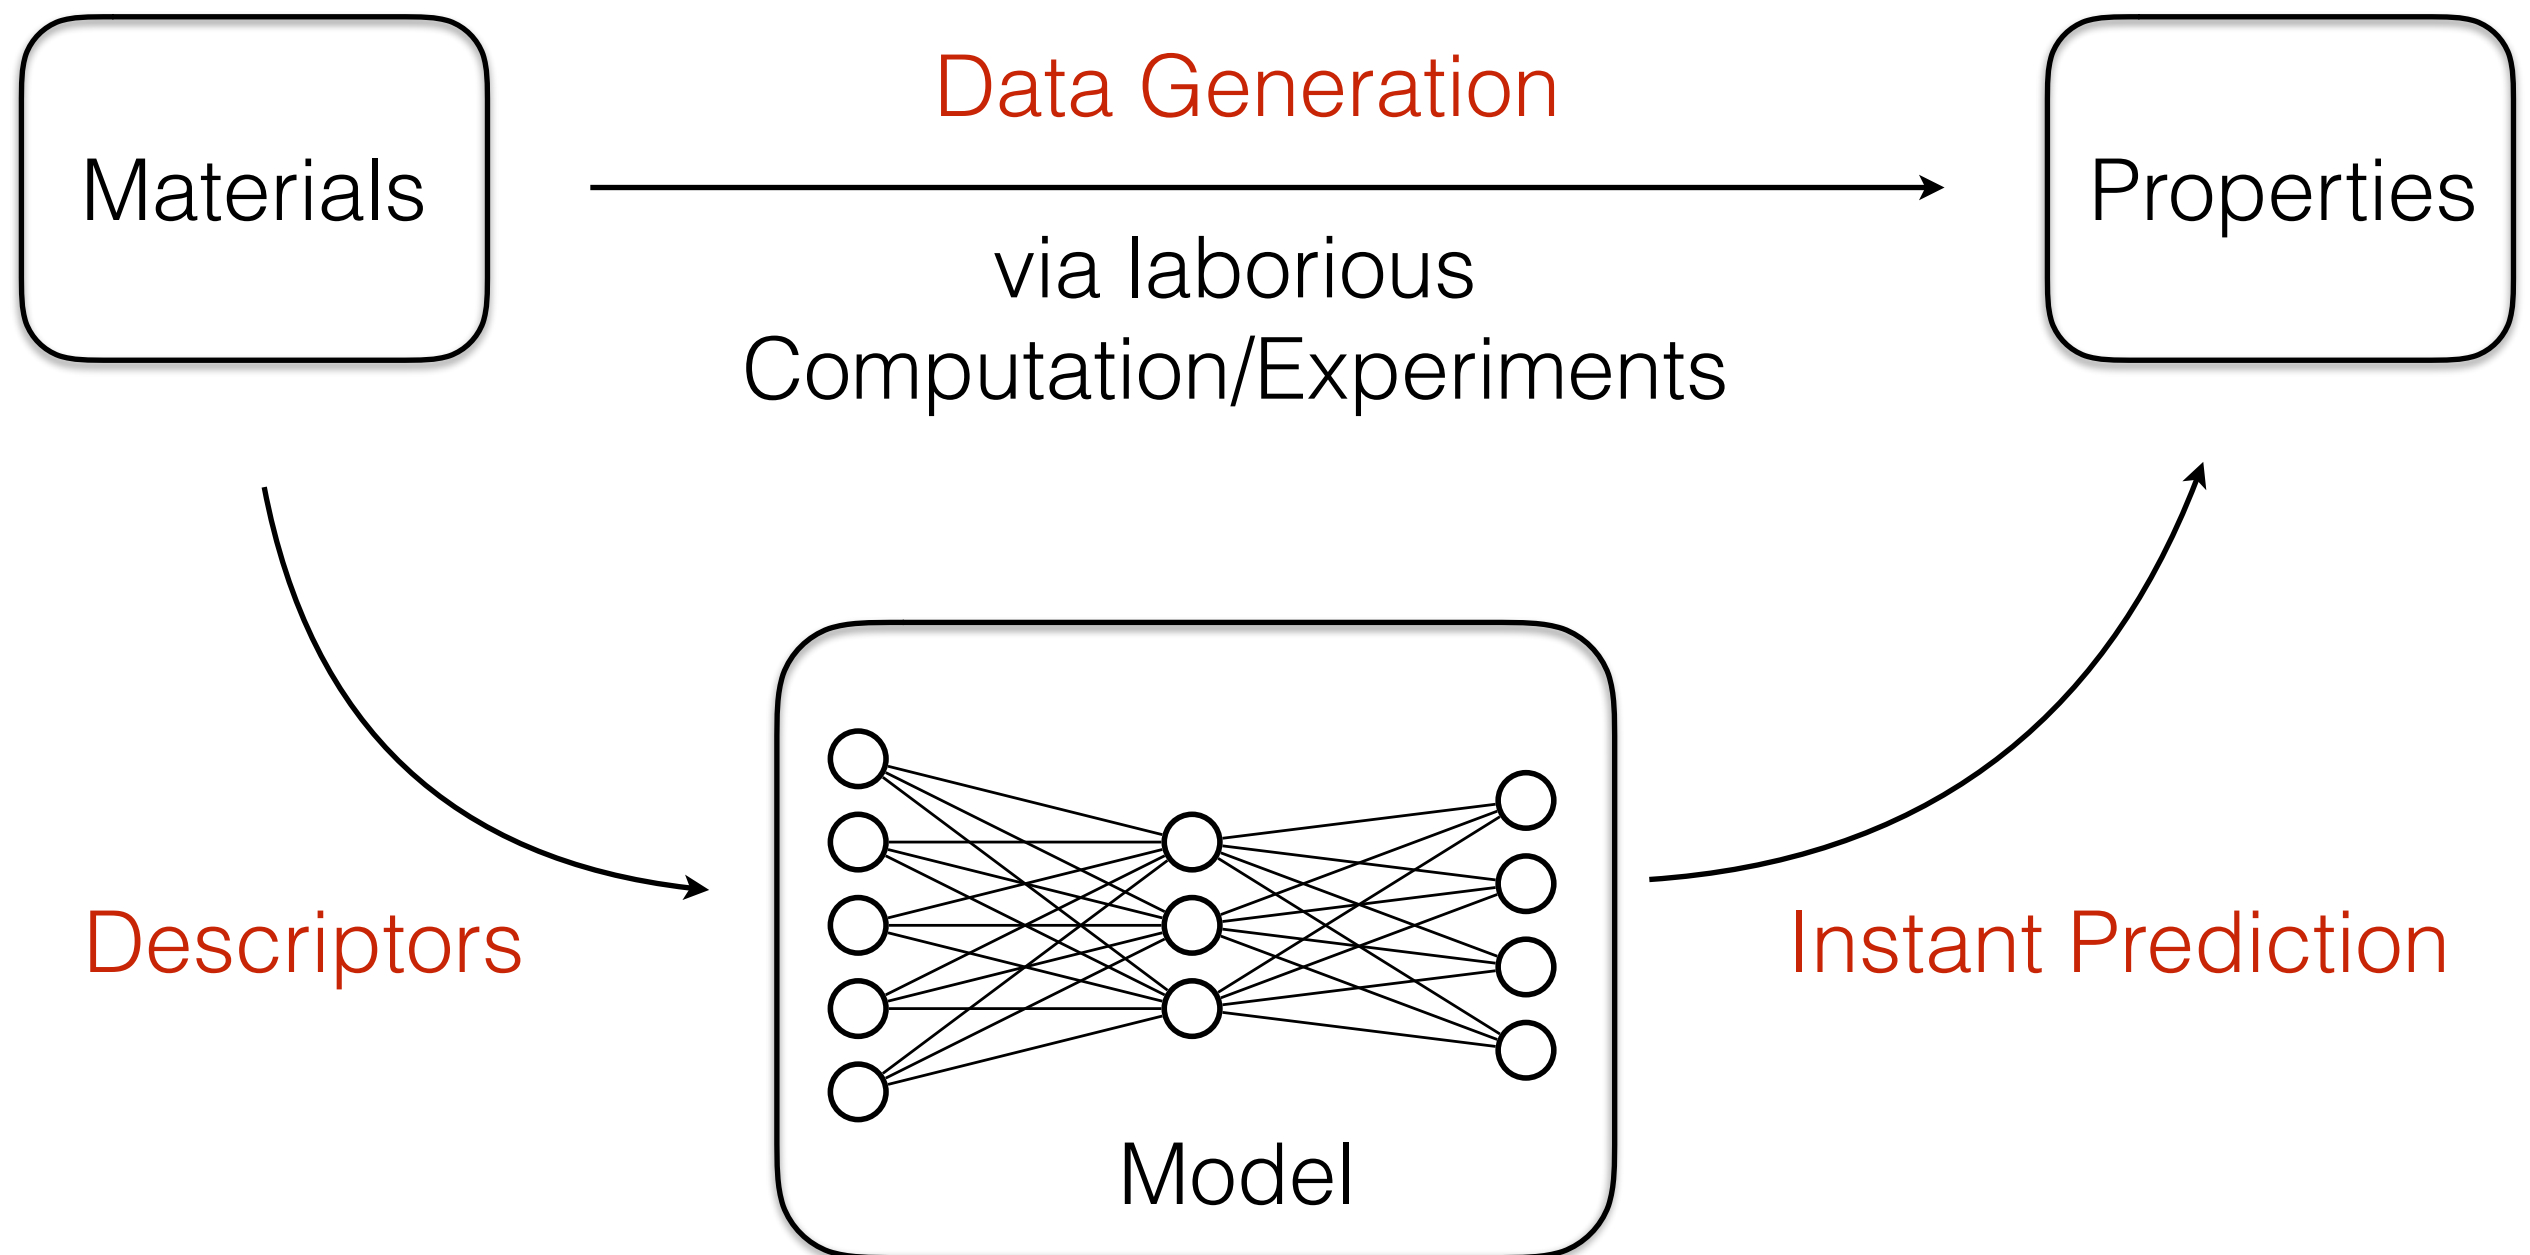 Materials
Data Generation
via laborious
Computation/Experiments
Properties
Descriptors
Instant Prediction
Model